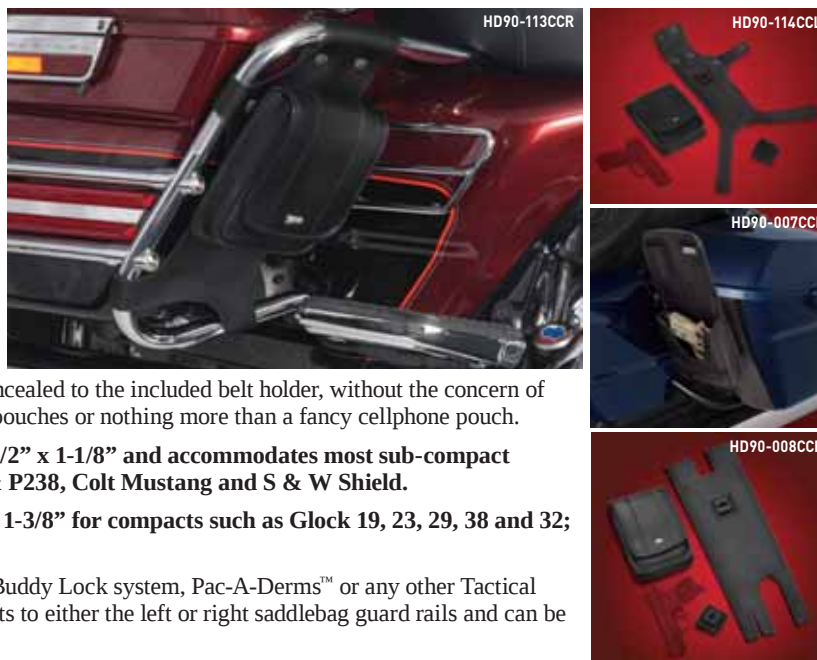 HD90-113CCR
HD90-114CCL
HD90-007CCL
HD90-008CCL
ncealed to the included belt holder, without the concern of
pouches or nothing more than a fancy cellphone pouch.
/2” x 1-1/8” and accommodates most sub-compact
P238, Colt Mustang and S & W Shield.
1-3/8” for compacts such as Glock 19, 23, 29, 38 and 32;
Buddy Lock system, Pac-A-Derms™ or any other Tactical
ts to either the left or right saddlebag guard rails and can be